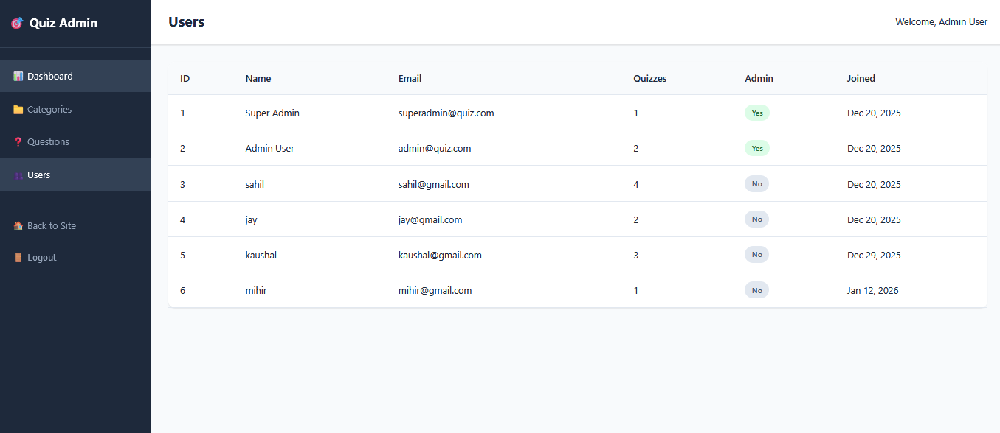 Quiz Admin
Dashboard
Categories
Questions
Users
Back to Site
Logout
Users
Welcome, Admin User
ID Name Email Quizzes Admin Joined
1 Super Admin superadmin@quiz.com 1 Yes Dec 20, 2025
2 Admin User admin@quiz.com 2 Yes Dec 20, 2025
3 sahil sahil@gmail.com 4 No Dec 20, 2025
4 jay jay@gmail.com 2 No Dec 20, 2025
5 kaushal kaushal@gmail.com 3 No Dec 29, 2025
6 mihir mihir@gmail.com 1 No Jan 12, 2026